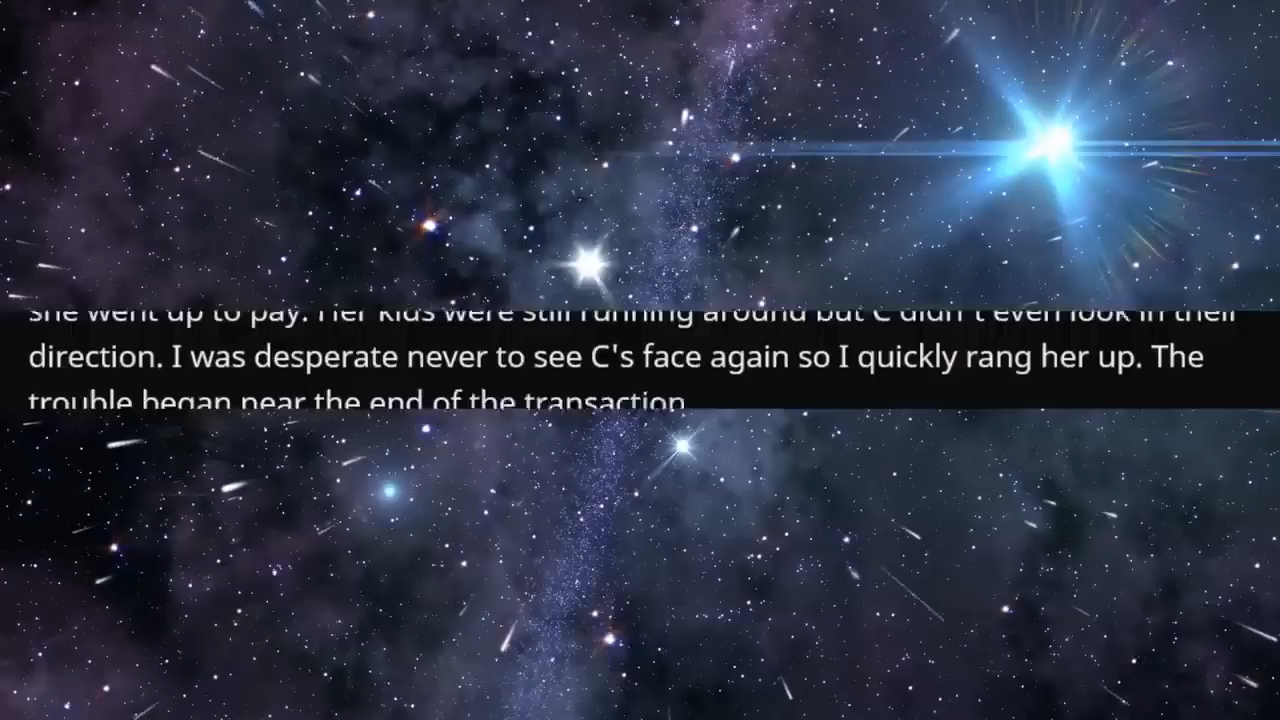 she went up to pay. Her kids were still running around but C didn't even look in their
direction. I was desperate never to see C's face again so I quickly rang her up. The
trouble began near the end of the transaction